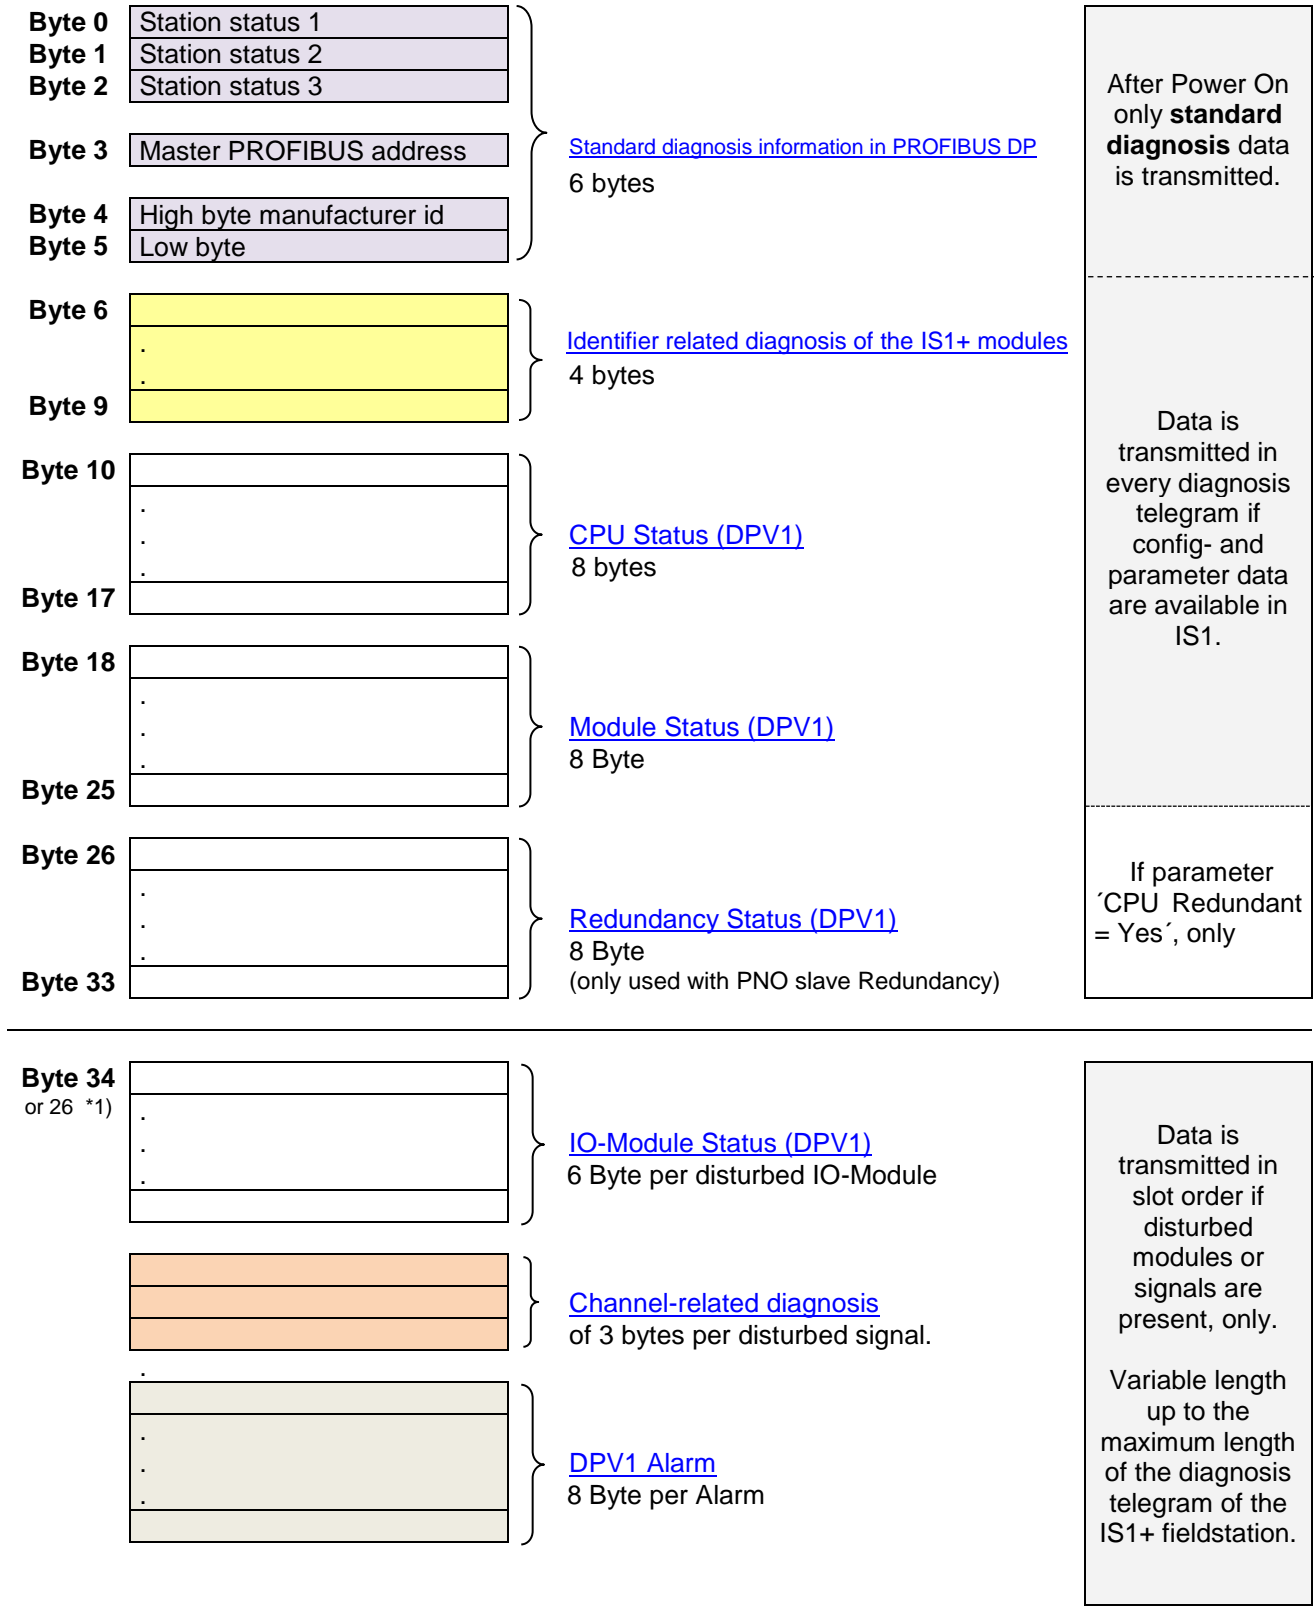 Byte 0 Station status 1
Byte 1 Station status 2
Byte 2 Station status 3
Byte 3 Master PROFIBUS address
Byte 4 High byte manufacturer id
Byte 5 Low byte
Standard diagnosis information in PROFIBUS DP
6 bytes
After Power On
only standard
diagnosis data
is transmitted.
Byte 6
.
.
Byte 9
Identifier related diagnosis of the IS1+ modules
4 bytes
Byte 10
.
.
.
Byte 17
CPU Status (DPV1)
8 bytes
Byte 18
.
.
.
Byte 25
Module Status (DPV1)
8 Byte
Data is
transmitted in
every diagnosis
telegram if
config- and
parameter data
are available in
IS1.
Byte 26
.
.
.
Byte 33
Redundancy Status (DPV1)
8 Byte
(only used with PNO slave Redundancy)
If parameter
´CPU Redundant
= Yes´, only
Byte 34
or 26 *1)
.
.
.
IO-Module Status (DPV1)
6 Byte per disturbed IO-Module
Channel-related diagnosis
of 3 bytes per disturbed signal.
.
.
.
.
DPV1 Alarm
8 Byte per Alarm
Data is
transmitted in
slot order if
disturbed
modules or
signals are
present, only.
Variable length
up to the
maximum length
of the diagnosis
telegram of the
IS1+ fieldstation.